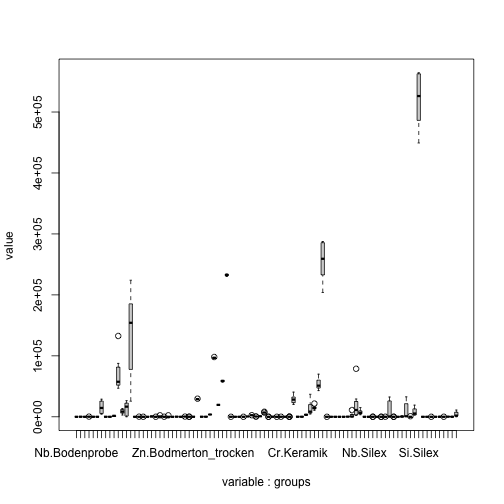 value
5e+05
4e+05
3e+05
2e+05
1e+05
0e+00
Nb.Bodenprobe Zn.Bodmerton_trocken Cr.Keramik Nb.Silex Si.Silex
variable : groups